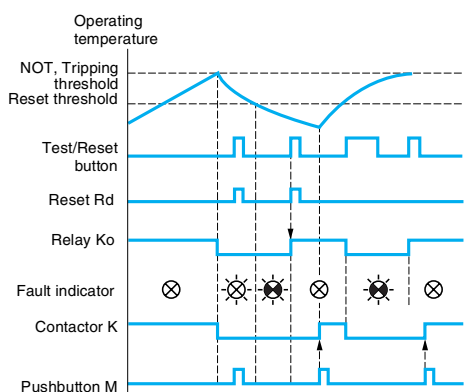 Operating
temperature
NOT, Tripping
threshold
Reset threshold
Test/Reset
button
Reset Rd
Relay Ko
Fault indicator
Contactor K
Pushbutton M